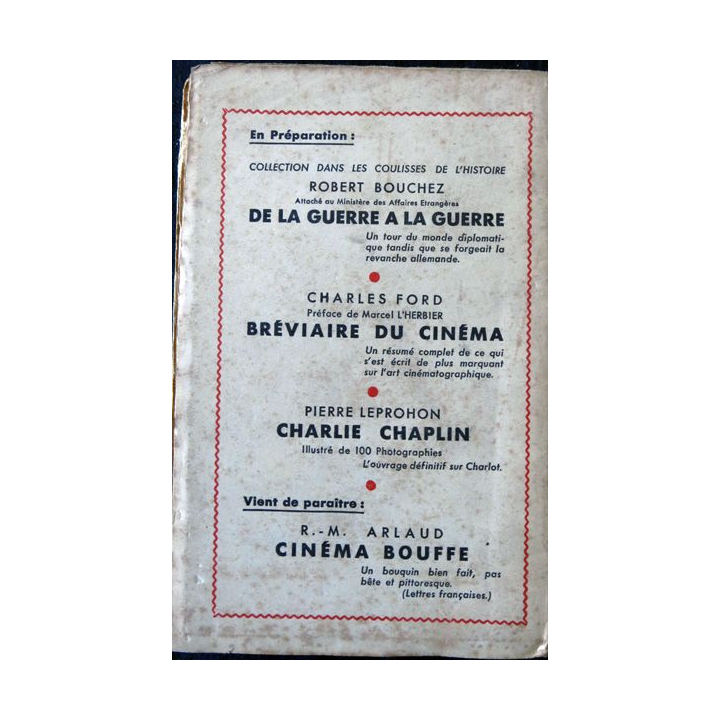 En Préparation :
COLLECTION DANS LES COULISSES DE L'HISTOIRE
ROBERT BOUCHEZ
Attaché au Ministère des Affaires Etrangères
DE LA GUERRE A LA GUERRE
Un tour du monde diplomati-
que tandis que se forgeait la
revanche allemande.
CHARLES FORD
Préface de Marcel L'HERBIER
BRÉVIAIRE DU CINÉMA
Un résumé complet de ce qui
s'est écrit de plus marquant
sur l'art cinématographique.
PIERRE LEPROHON
CHARLIE CHAPLIN
Illustré de 100 Photographies
L'ouvrage définitif sur Charlot.
Vient de paraître :
R.-M. ARLAUD
CINÉMA BOUFFE
Un bouquin bien fait, pas
bête et pittoresque.
(Lettres françaises.)